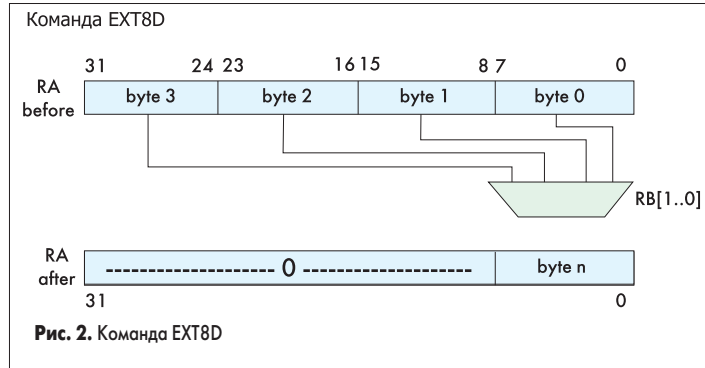 Команда EXT8D
31 24 23 16 15 8 7 0
RA before byte 3 byte 2 byte 1 byte 0
RB[1..0]
RA after 0 byte n
31 0
Рис. 2. Команда EXT8D